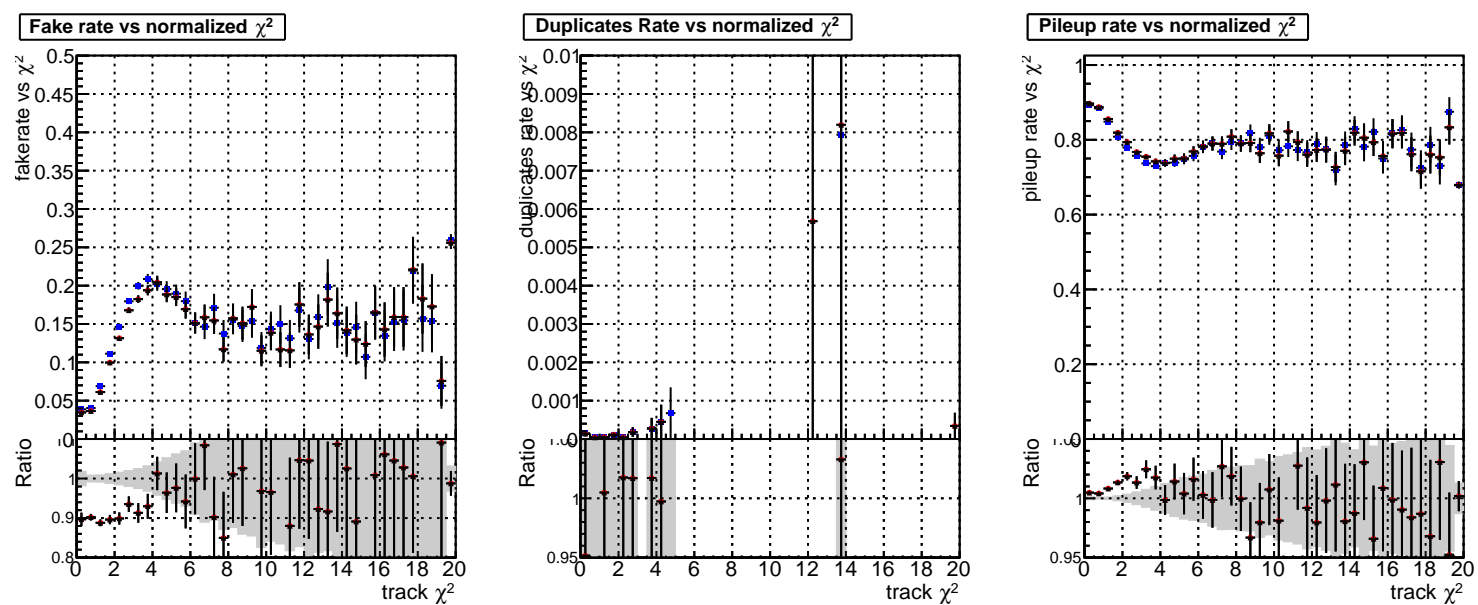 Fake rate vs normalized χ²
fakerate vs χ²
0.5
0.45
0.4
0.35
0.3
0.25
0.2
0.15
0.1
0.05
0
Ratio
1
0.9
0.8
0 2 4 6 8 10 12 14 16 18 20
track χ²
Duplicates Rate vs normalized χ²
duplicates rate vs χ²
0.01
0.009
0.008
0.007
0.006
0.005
0.004
0.003
0.002
0.001
Ratio
1
0.95
0 2 4 6 8 10 12 14 16 18 20
track χ²
Pileup rate vs normalized χ²
pileup rate vs χ²
1
0.8
0.6
0.4
0.2
Ratio
1
0.95
0 2 4 6 8 10 12 14 16 18 20
track χ²